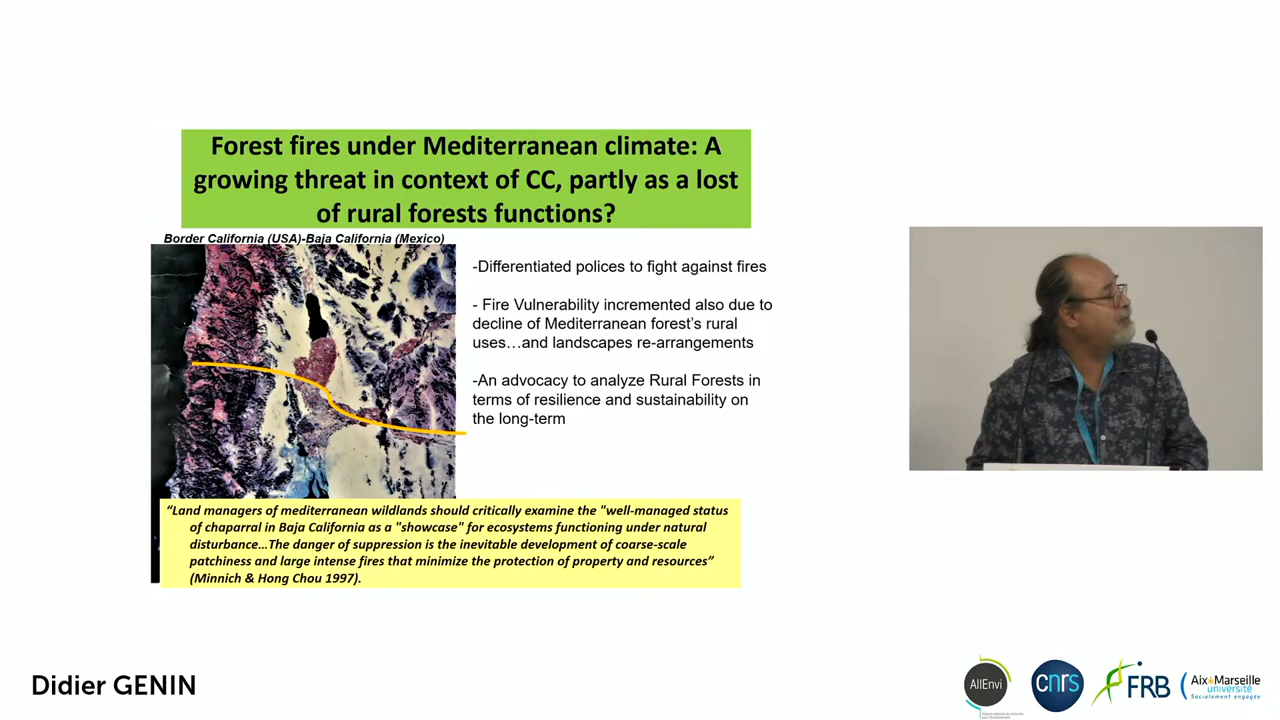 Forest fires under Mediterranean climate: A
growing threat in context of CC, partly as a lost
of rural forests functions?
Border California (USA)-Baja California (Mexico)
-Differentiated polices to fight against fires
- Fire Vulnerability incremented also due to
decline of Mediterranean forest's rural
uses…and landscapes re-arrangements
-An advocacy to analyze Rural Forests in
terms of resilience and sustainability on
the long-term
“Land managers of mediterranean wildlands should critically examine the "well-managed status
of chaparral in Baja California as a "showcase" for ecosystems functioning under natural
disturbance…The danger of suppression is the inevitable development of coarse-scale
patchiness and large intense fires that minimize the protection of property and resources”
(Minnich & Hong Chou 1997).
Didier GENIN
AllEnvi
cnrs
FRB
Aix Marseille
université
Socialement engagée